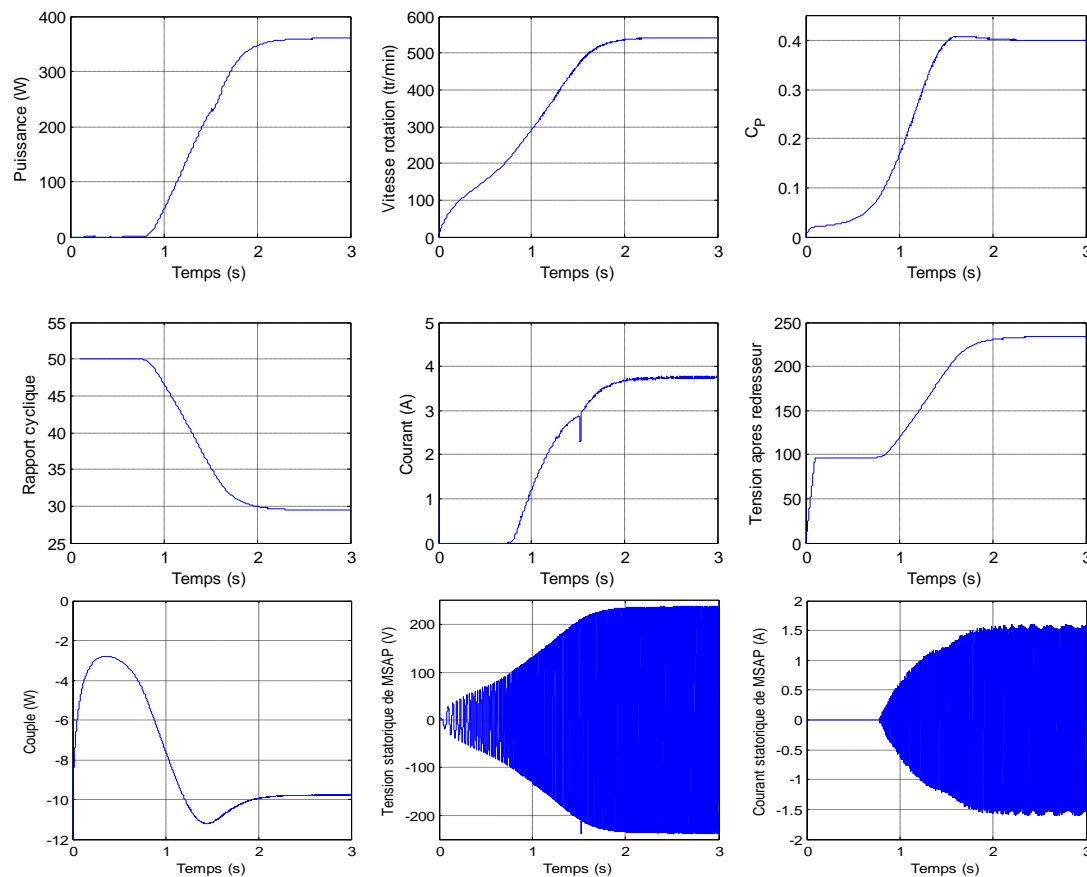 Puissance (W)
400
300
200
100
0
0 1 2 3
Temps (s)
Vitesse rotation (tr/min)
600
500
400
300
200
100
0
0 1 2 3
Temps (s)
CP
0.4
0.3
0.2
0.1
0
0 1 2 3
Temps (s)
Rapport cyclique
55
50
45
40
35
30
25
0 1 2 3
Temps (s)
Courant (A)
5
4
3
2
1
0
0 1 2 3
Temps (s)
Tension apres redresseur
250
200
150
100
50
0
0 1 2 3
Temps (s)
Couple (W)
0
-2
-4
-6
-8
-10
-12
0 1 2 3
Temps (s)
Tension statorique de MSAP (V)
200
100
0
-100
-200
0 1 2 3
Temps (s)
Courant statorique de MSAP (A)
2
1.5
1
0.5
0
-0.5
-1
-1.5
-2
0 1 2 3
Temps (s)